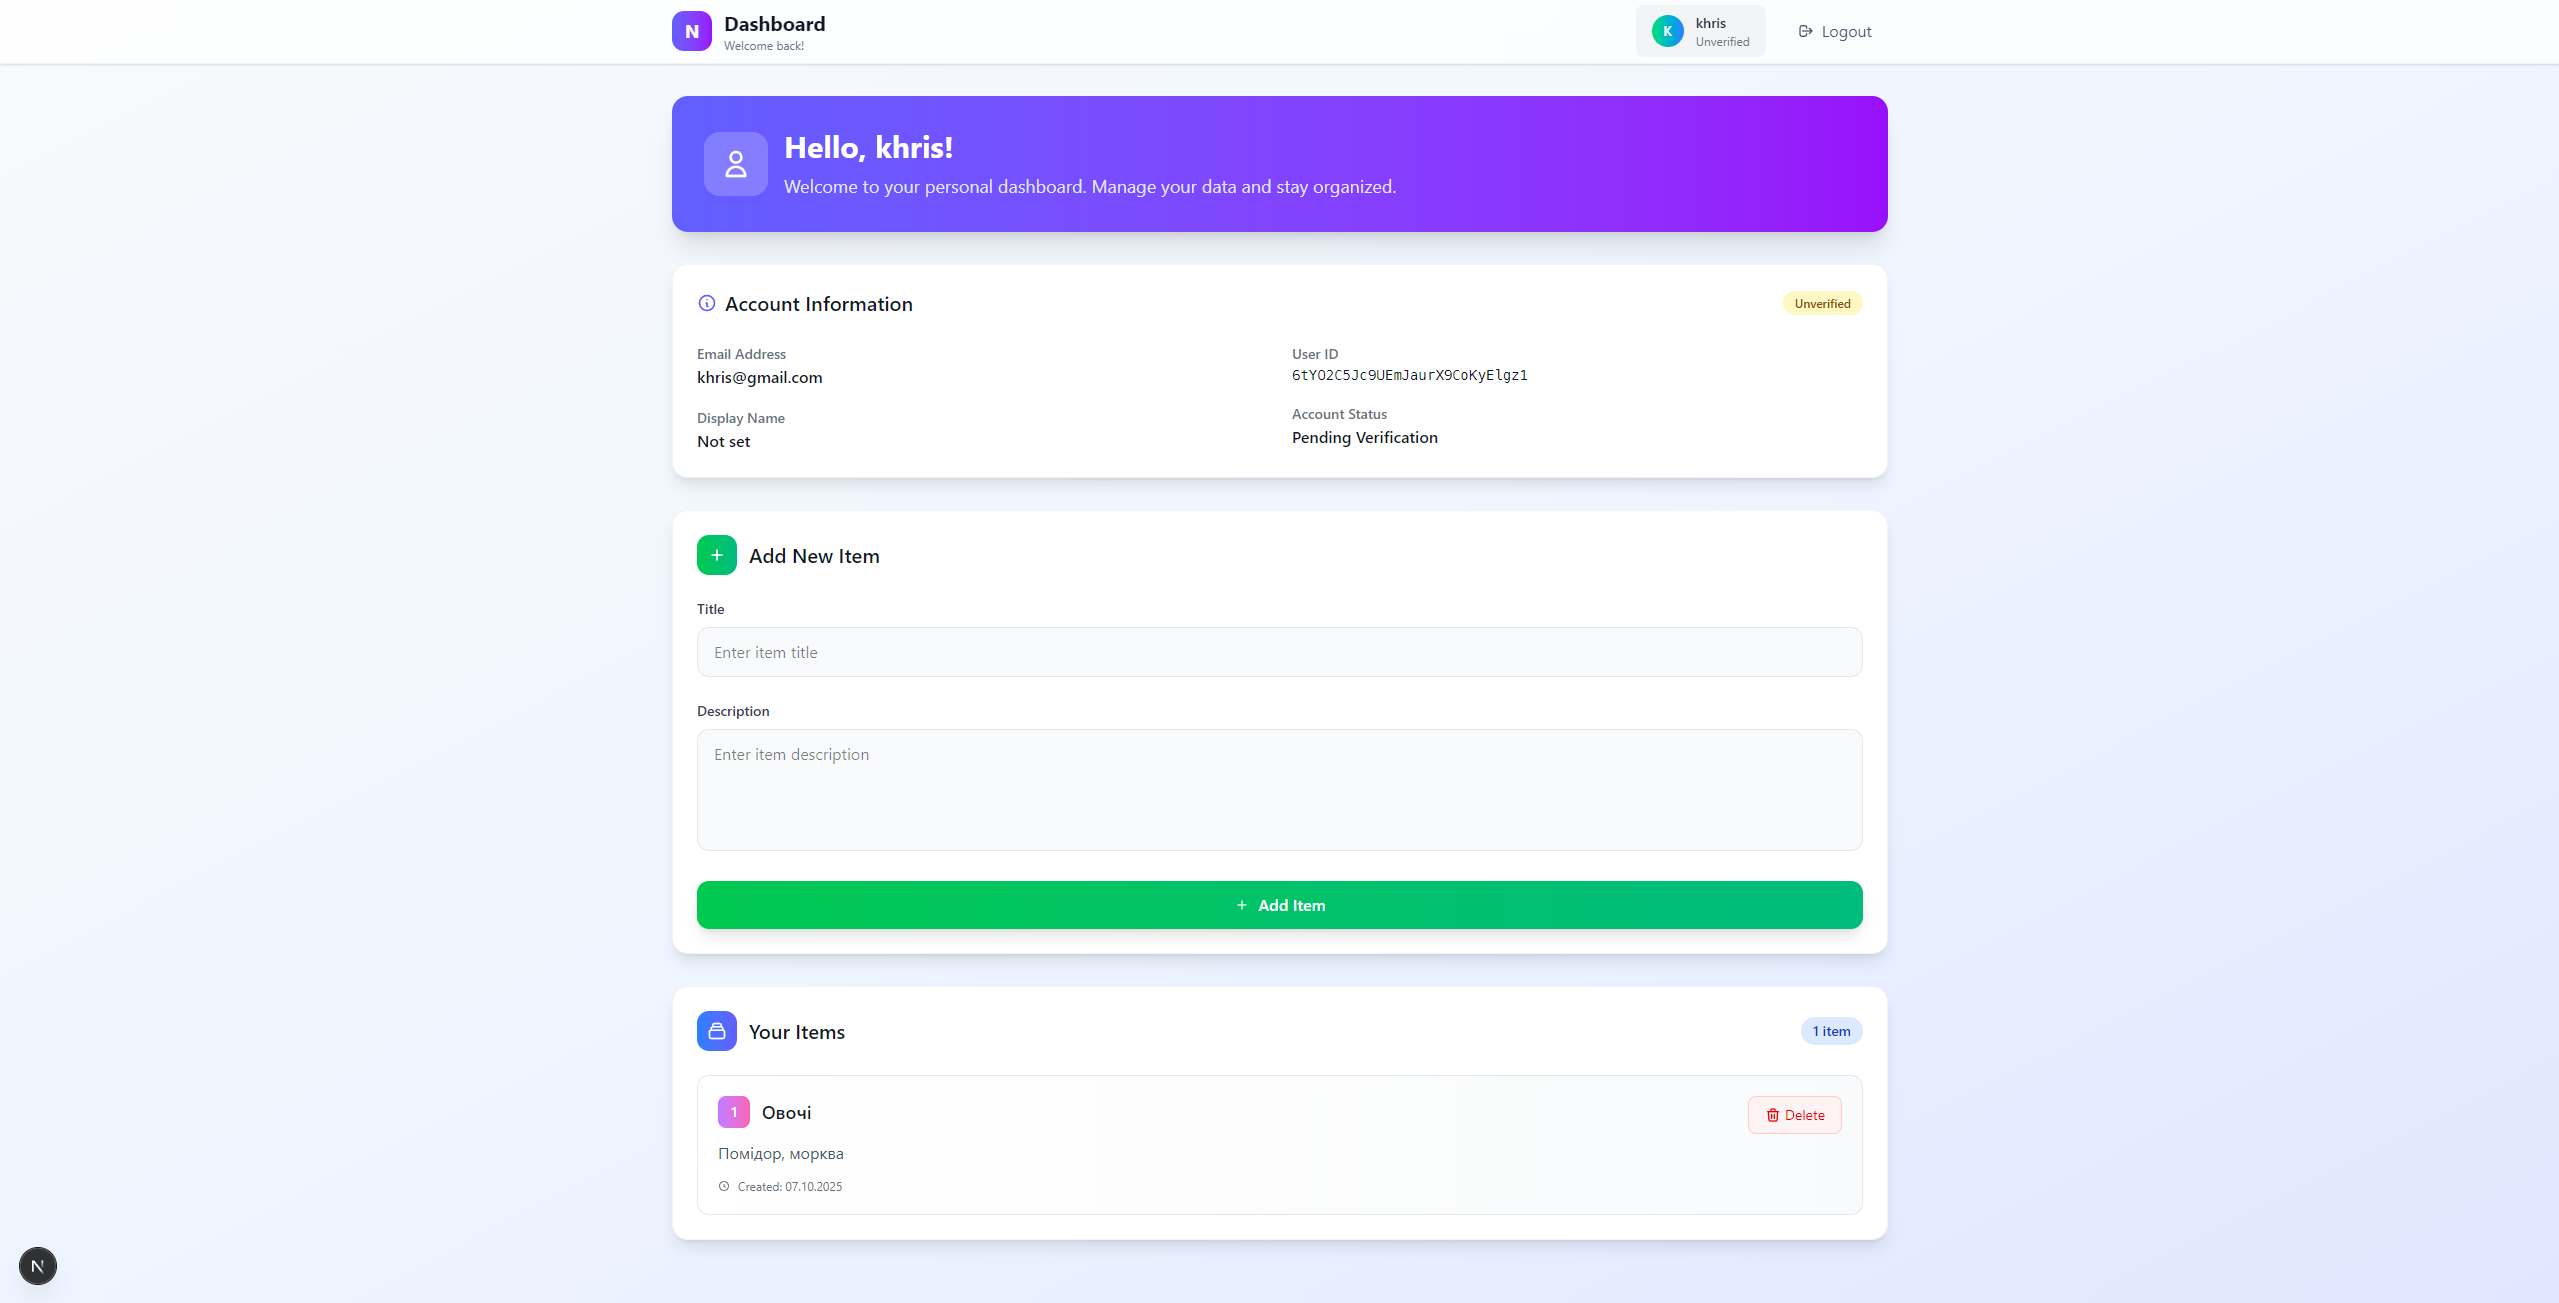 N
Dashboard
Welcome back!
K
khris
Unverified
Logout
Hello, khris!
Welcome to your personal dashboard. Manage your data and stay organized.
Account Information
Unverified
Email Address
khris@gmail.com
User ID
6tYO2C5Jc9UEmJaurX9CoKyElgz1
Display Name
Not set
Account Status
Pending Verification
+
Add New Item
Title
Enter item title
Description
Enter item description
+ Add Item
Your Items
1 item
1
Овочі
Delete
Помідор, морква
Created: 07.10.2025
N